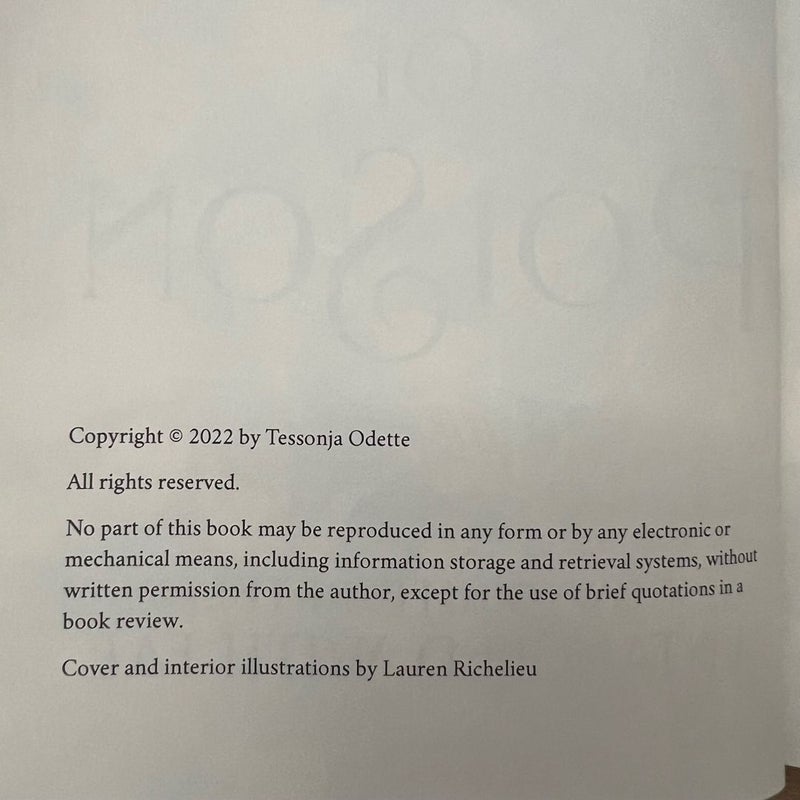 OF
POISON
Copyright © 2022 by Tessonja Odette
All rights reserved.
No part of this book may be reproduced in any form or by any electronic or
mechanical means, including information storage and retrieval systems, without
written permission from the author, except for the use of brief quotations in a
book review.
Cover and interior illustrations by Lauren Richelieu